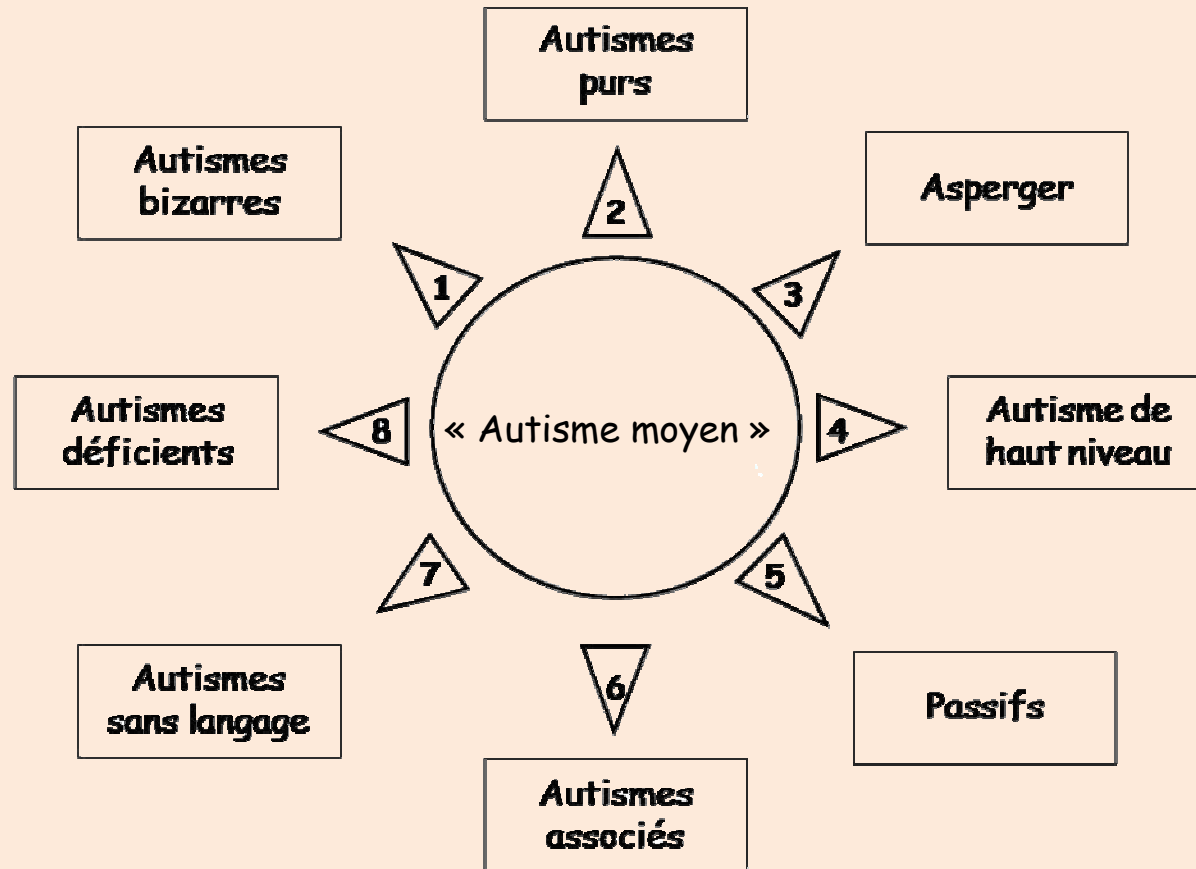 Autismes
purs
Autismes
bizarres
Asperger
2
1
3
Autismes
déficients
8
« Autisme moyen »
4
Autisme de
haut niveau
7
5
Autismes
sans langage
6
Passifs
Autismes
associés